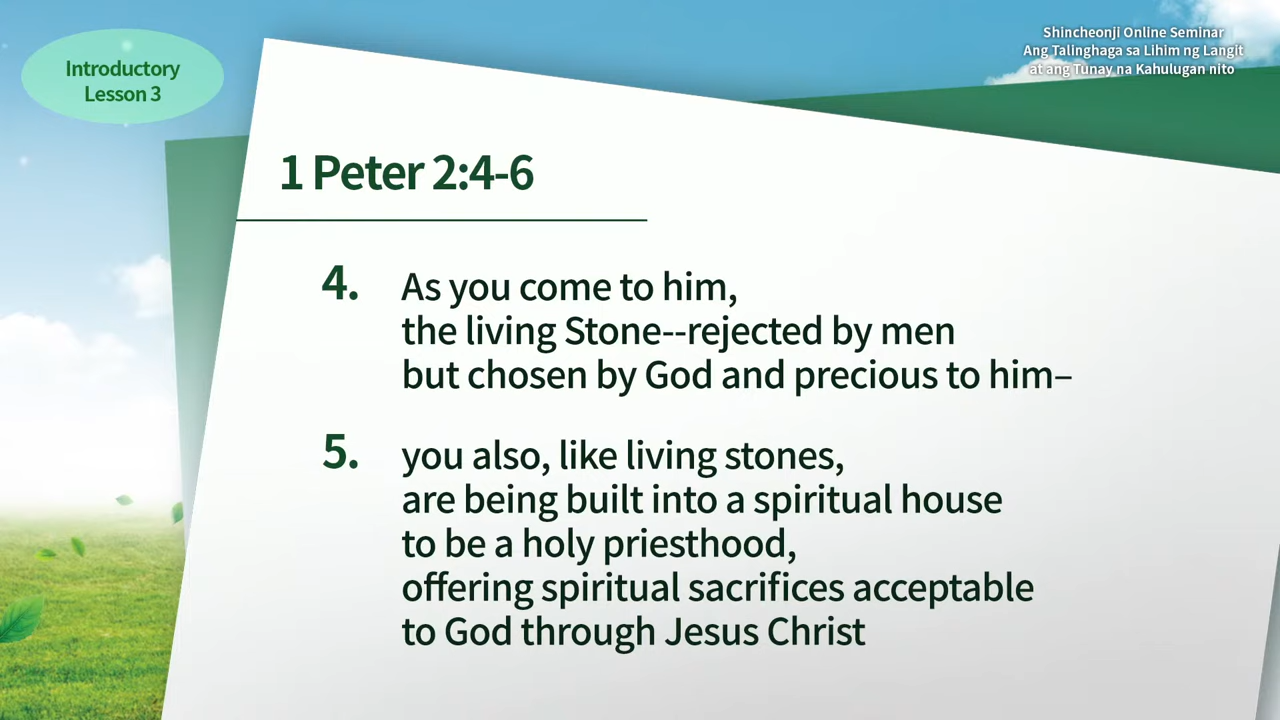 Introductory
Lesson 3
Shincheonji Online Seminar
Ang Talinghaga sa Lihim ng Langit
at ang Tunay na Kahulugan nito
1 Peter 2:4-6
4. As you come to him,
the living Stone--rejected by men
but chosen by God and precious to him–
5. you also, like living stones,
are being built into a spiritual house
to be a holy priesthood,
offering spiritual sacrifices acceptable
to God through Jesus Christ